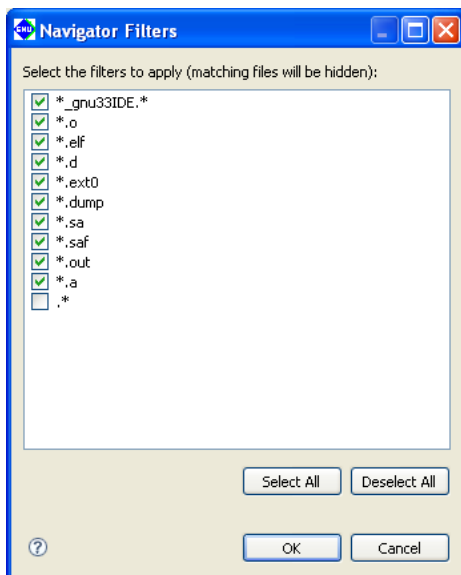 GNU Navigator Filters
Select the filters to apply (matching files will be hidden):
*_gnu33IDE.*
*.o
*.elf
*.d
*.ext0
*.dump
*.sa
*.saf
*.out
*.a
.*
Select All Deselect All
? OK Cancel